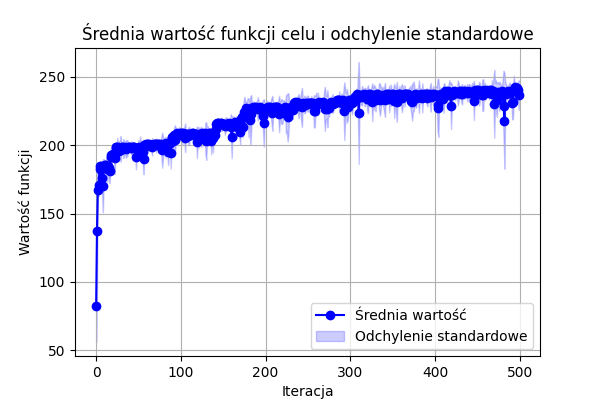 Średnia wartość funkcji celu i odchylenie standardowe
Wartość funkcji
250
200
150
100
50
0
100
200
300
400
500
Iteracja
Średnia wartość
Odchylenie standardowe